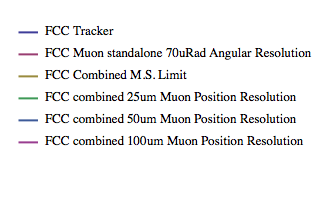 FCC Tracker
FCC Muon standalone 70uRad Angular Resolution
FCC Combined M.S. Limit
FCC combined 25um Muon Position Resolution
FCC combined 50um Muon Position Resolution
FCC combined 100um Muon Position Resolution